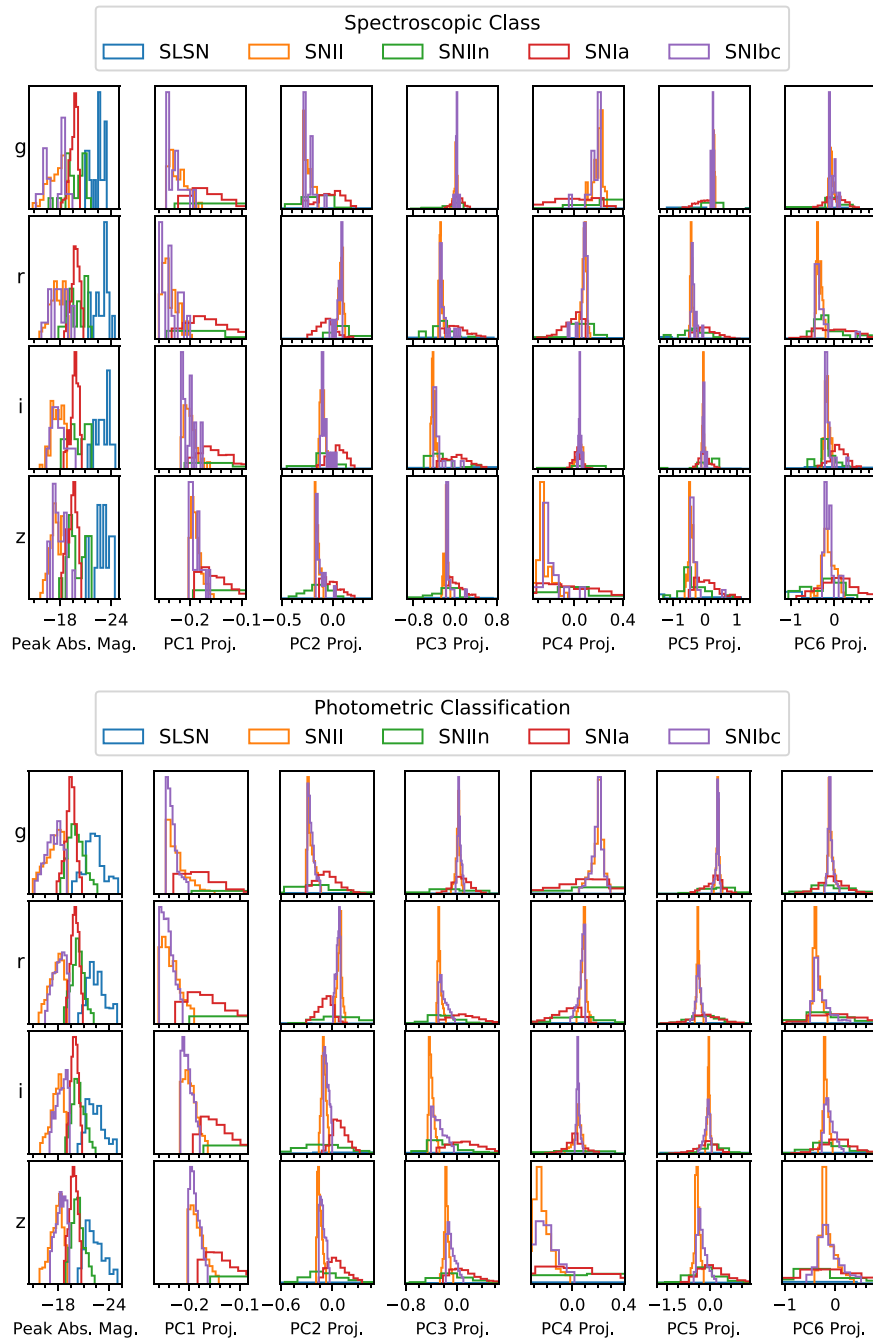 Spectroscopic Class
SLSN SNII SNIIn SNIa SNIbc
g
r
i
z
−18 −24 −0.2 −0.1 −0.5 0.0 −0.8 0.0 0.8 0.0 0.4 −1 0 1 −1 0
Peak Abs. Mag. PC1 Proj. PC2 Proj. PC3 Proj. PC4 Proj. PC5 Proj. PC6 Proj.
Photometric Classification
SLSN SNII SNIIn SNIa SNIbc
g
r
i
z
−18 −24 −0.2 −0.1 −0.6 0.0 −0.8 0.0 0.0 0.4 −1.5 0.0 −1 0
Peak Abs. Mag. PC1 Proj. PC2 Proj. PC3 Proj. PC4 Proj. PC5 Proj. PC6 Proj.